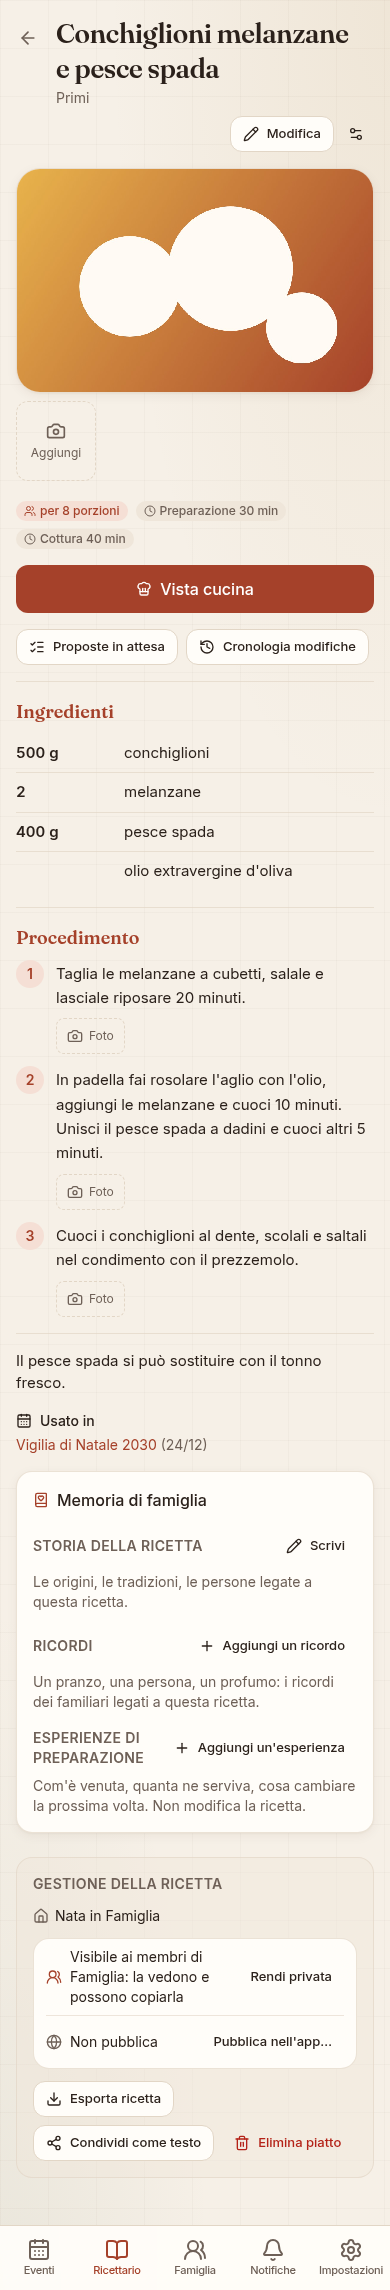 Conchiglioni melanzane
e pesce spada
Primi
Modifica
Aggiungi
per 8 porzioni
Preparazione 30 min
Cottura 40 min
Vista cucina
Proposte in attesa
Cronologia modifiche
Ingredienti
500 g conchiglioni
2 melanzane
400 g pesce spada
olio extravergine d'oliva
Procedimento
1 Taglia le melanzane a cubetti, salale e
lasciale riposare 20 minuti.
Foto
2 In padella fai rosolare l'aglio con l'olio,
aggiungi le melanzane e cuoci 10 minuti.
Unisci il pesce spada a dadini e cuoci altri 5
minuti.
Foto
3 Cuoci i conchiglioni al dente, scolali e saltali
nel condimento con il prezzemolo.
Foto
Il pesce spada si può sostituire con il tonno
fresco.
Usato in
Vigilia di Natale 2030 (24/12)
Memoria di famiglia
STORIA DELLA RICETTA
Scrivi
Le origini, le tradizioni, le persone legate a
questa ricetta.
RICORDI
Aggiungi un ricordo
Un pranzo, una persona, un profumo: i ricordi
dei familiari legati a questa ricetta.
ESPERIENZE DI
PREPARAZIONE
Aggiungi un'esperienza
Com'è venuta, quanta ne serviva, cosa cambiare
la prossima volta. Non modifica la ricetta.
GESTIONE DELLA RICETTA
Nata in Famiglia
Visibile ai membri di
Famiglia: la vedono e
possono copiarla
Rendi privata
Non pubblica
Pubblica nell'app...
Esporta ricetta
Condividi come testo
Elimina piatto
Eventi
Ricettario
Famiglia
Notifiche
Impostazioni